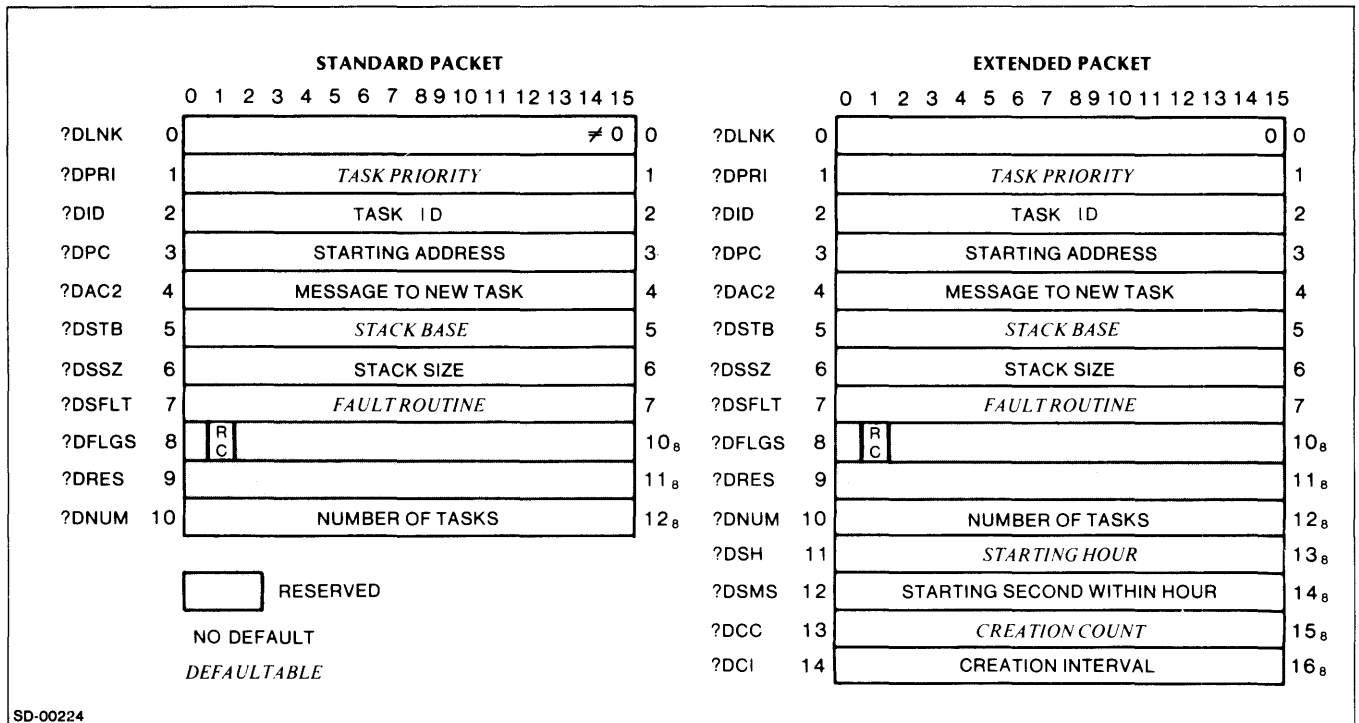 STANDARD PACKET
0 1 2 3 4 5 6 7 8 9 10 11 12 13 14 15
?DLNK 0 ≠ 0 0
?DPRI 1 TASK PRIORITY 1
?DID 2 TASK ID 2
?DPC 3 STARTING ADDRESS 3
?DAC2 4 MESSAGE TO NEW TASK 4
?DSTB 5 STACK BASE 5
?DSSZ 6 STACK SIZE 6
?DSFLT 7 FAULT ROUTINE 7
?DFLGS 8 RC 10₈
?DRES 9 11₈
?DNUM 10 NUMBER OF TASKS 12₈
RESERVED
NO DEFAULT
DEFAULTABLE
EXTENDED PACKET
0 1 2 3 4 5 6 7 8 9 10 11 12 13 14 15
?DLNK 0 0 0
?DPRI 1 TASK PRIORITY 1
?DID 2 TASK ID 2
?DPC 3 STARTING ADDRESS 3
?DAC2 4 MESSAGE TO NEW TASK 4
?DSTB 5 STACK BASE 5
?DSSZ 6 STACK SIZE 6
?DSFLT 7 FAULT ROUTINE 7
?DFLGS 8 RC 10₈
?DRES 9 11₈
?DNUM 10 NUMBER OF TASKS 12₈
?DSH 11 STARTING HOUR 13₈
?DSMS 12 STARTING SECOND WITHIN HOUR 14₈
?DCC 13 CREATION COUNT 15₈
?DCI 14 CREATION INTERVAL 16₈
SD-00224